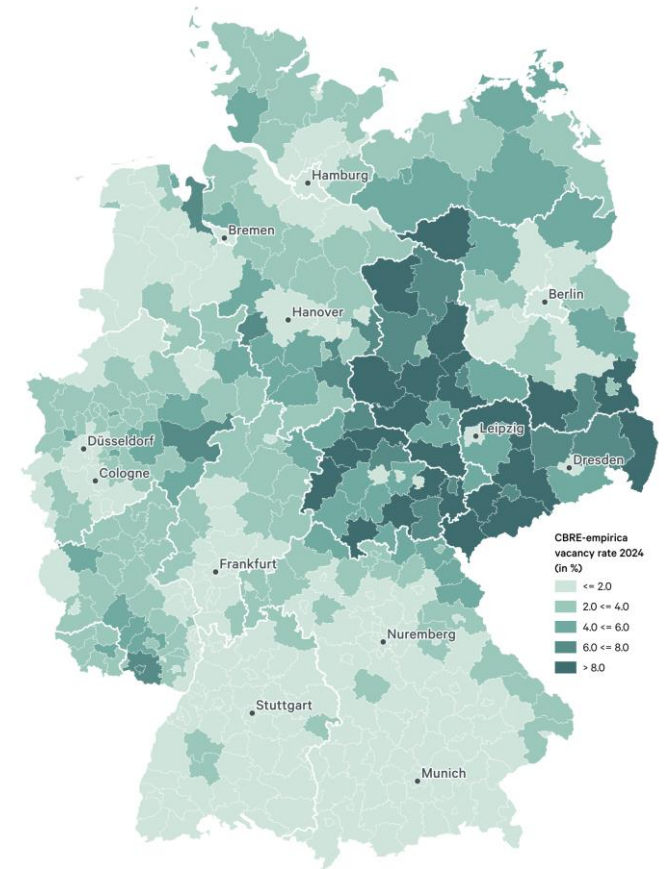 Hamburg
Bremen
Berlin
Hanover
Leipzig
Düsseldorf
Dresden
Cologne
CBRE-empirica
vacancy rate 2024
(in %)
<= 2.0
2.0 <= 4.0
4.0 <= 6.0
6.0 <= 8.0
> 8.0
Frankfurt
Nuremberg
Stuttgart
Munich